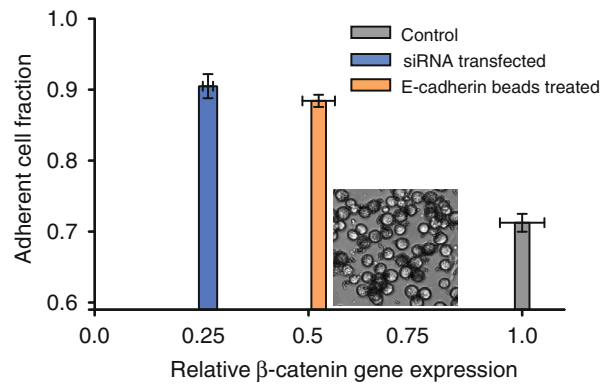 Control
siRNA transfected
E-cadherin beads treated
Adherent cell fraction
1.0
0.9
0.8
0.7
0.6
0.0
0.25
0.5
0.75
1.0
Relative β-catenin gene expression